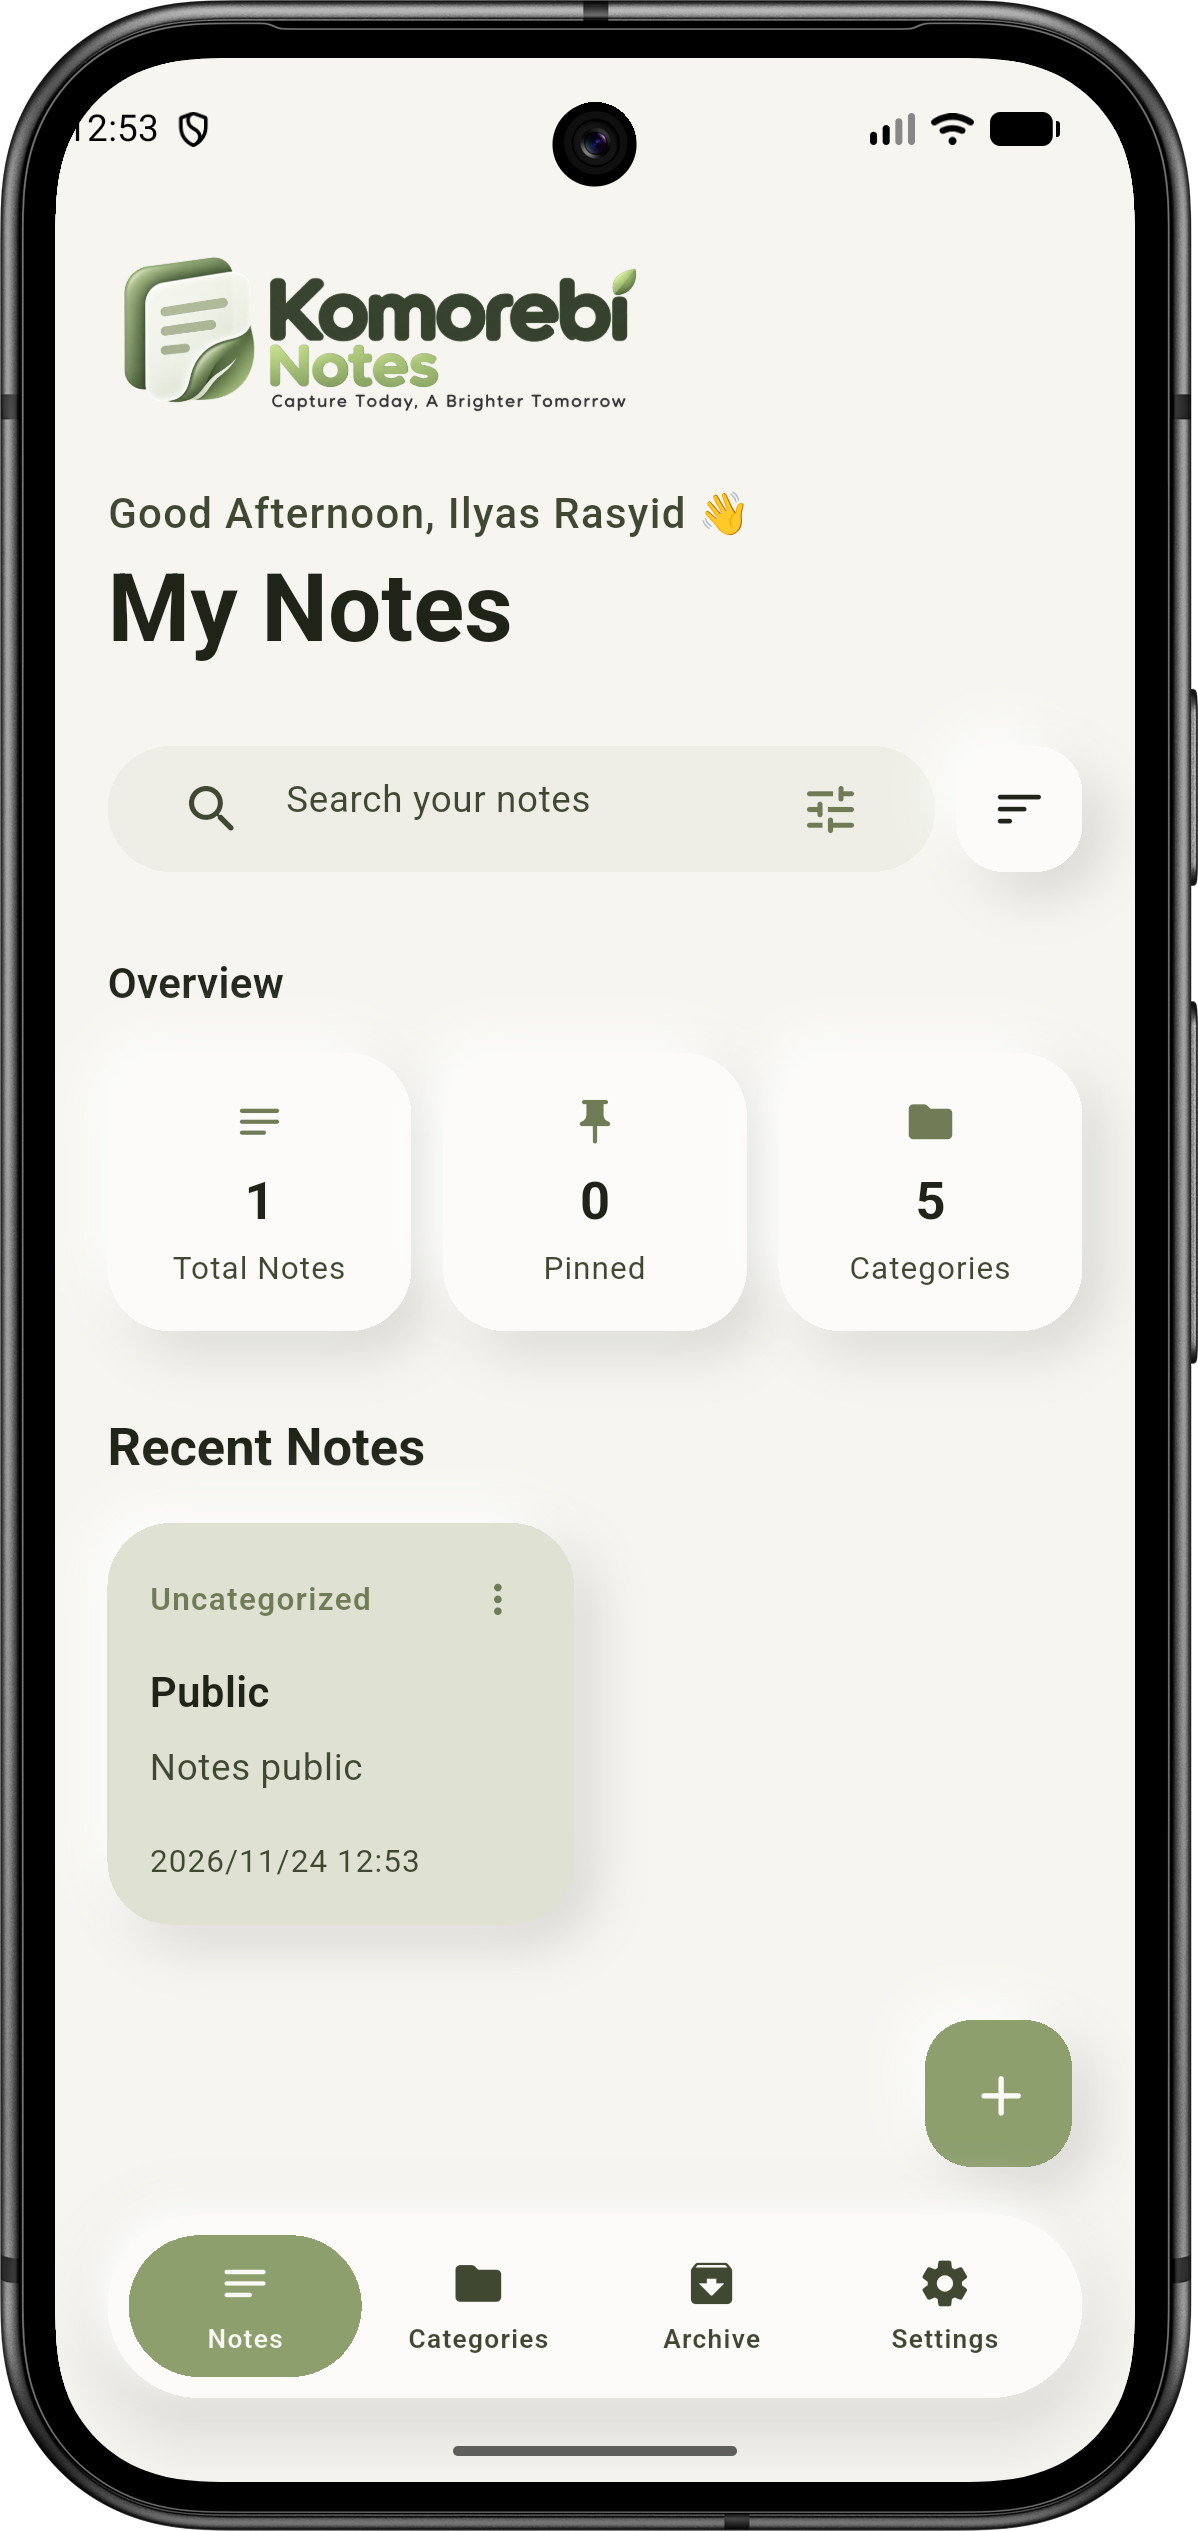 12:53
Komorebi
Notes
Capture Today, A Brighter Tomorrow
Good Afternoon, Ilyas Rasyid 👋
My Notes
Search your notes
Overview
1 0 5
Total Notes Pinned Categories
Recent Notes
Uncategorized
Public
Notes public
2026/11/24 12:53
Notes Categories Archive Settings